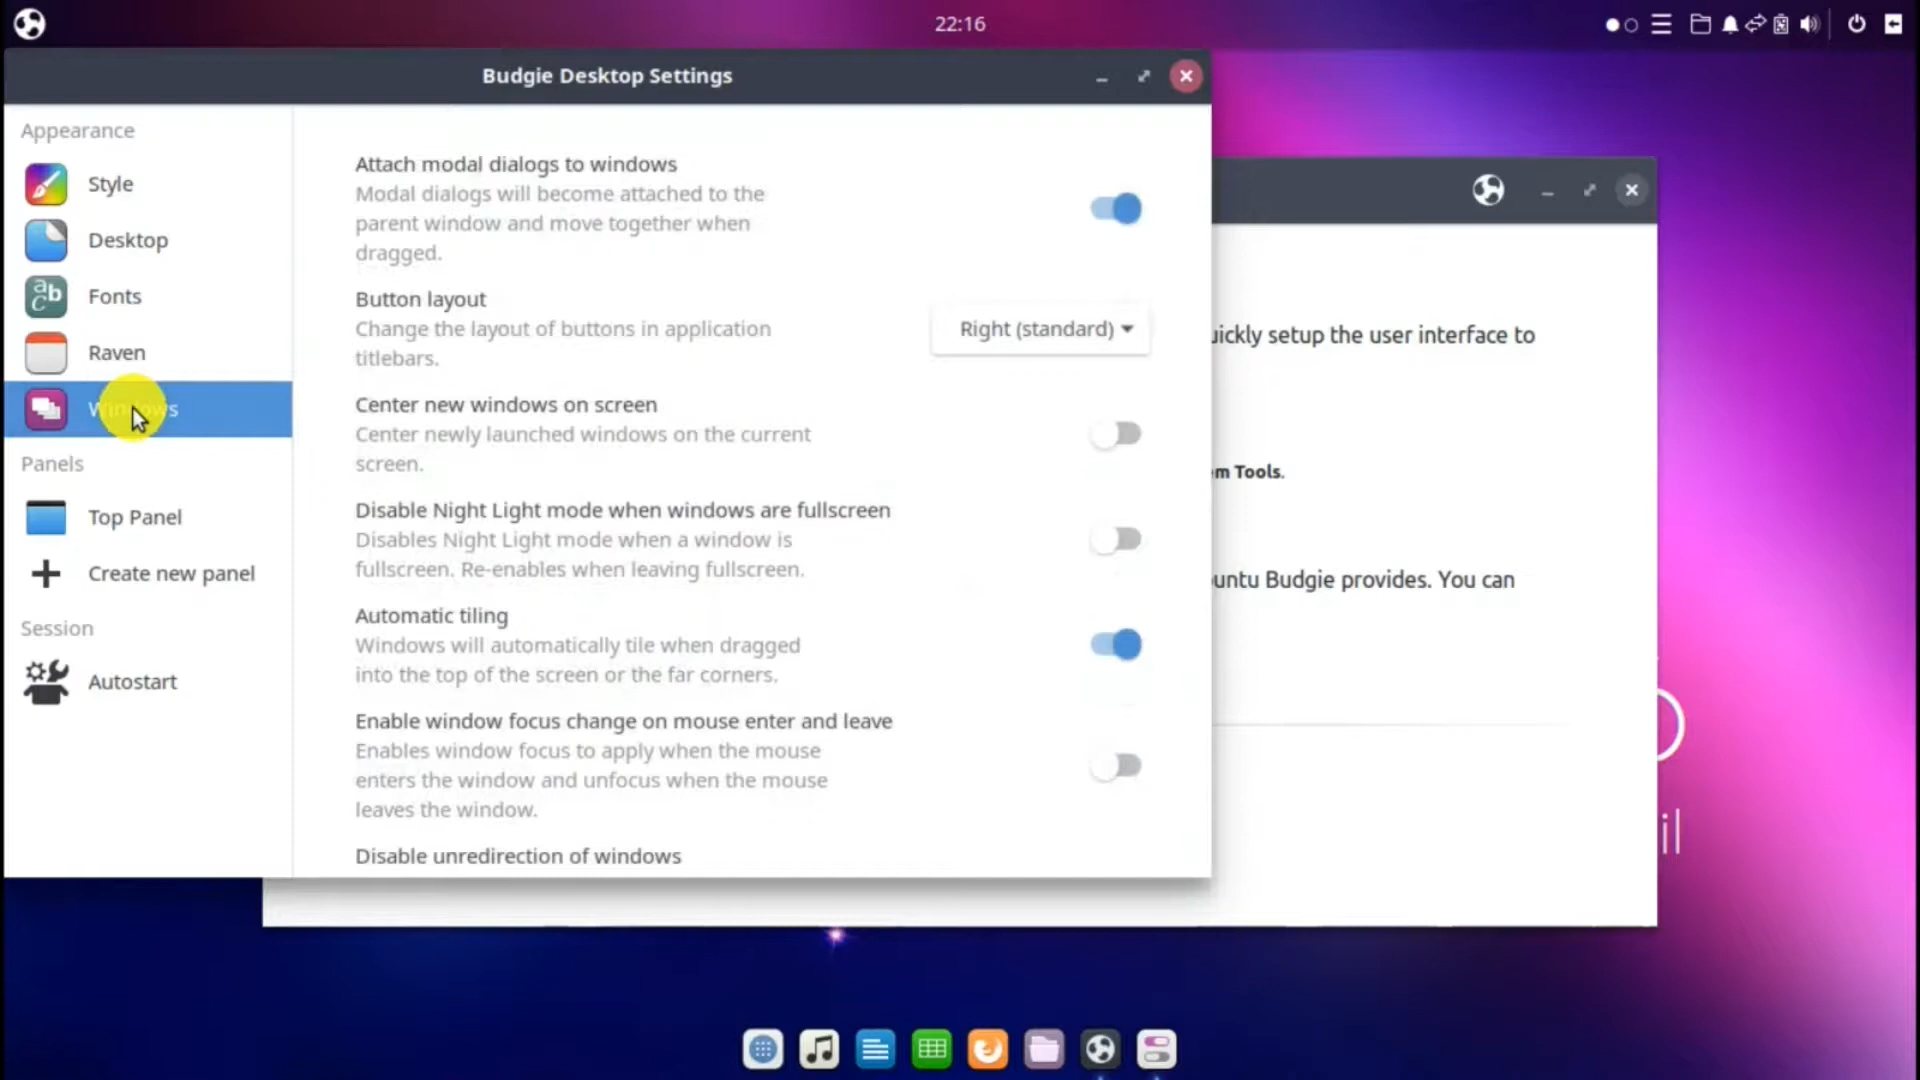 22:16
Budgie Desktop Settings
Appearance
Style
Desktop
Fonts
Raven
Windows
Panels
Top Panel
Create new panel
Session
Autostart
Attach modal dialogs to windows
Modal dialogs will become attached to the
parent window and move together when
dragged.
Button layout
Change the layout of buttons in application
titlebars.
Right (standard)
Center new windows on screen
Center newly launched windows on the current
screen.
Disable Night Light mode when windows are fullscreen
Disables Night Light mode when a window is
fullscreen. Re-enables when leaving fullscreen.
Automatic tiling
Windows will automatically tile when dragged
into the top of the screen or the far corners.
Enable window focus change on mouse enter and leave
Enables window focus to apply when the mouse
enters the window and unfocus when the mouse
leaves the window.
Disable unredirection of windows
uickly setup the user interface to
m Tools.
untu Budgie provides. You can
il